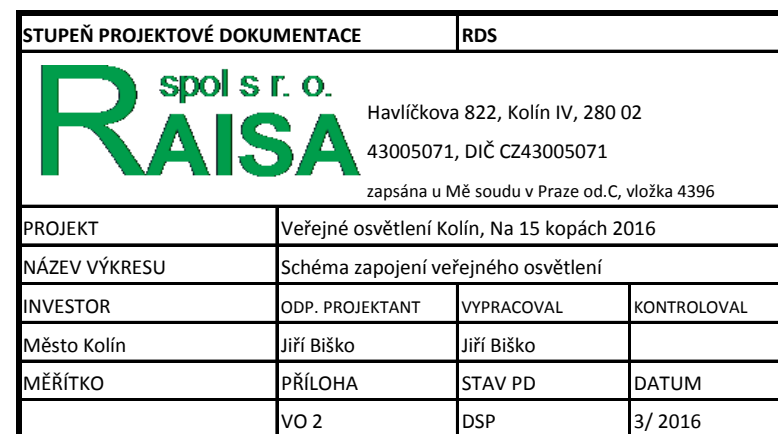 STUPEŇ PROJEKTOVÉ DOKUMENTACE RDS
RAISA spol s r. o.
Havlíčkova 822, Kolín IV, 280 02
43005071, DIČ CZ43005071
zapsána u Mě soudu v Praze od.C, vložka 4396
PROJEKT Veřejné osvětlení Kolín, Na 15 kopách 2016
NÁZEV VÝKRESU Schéma zapojení veřejného osvětlení
INVESTOR ODP. PROJEKTANT VYPRACOVAL KONTROLOVAL
Město Kolín Jiří Biško Jiří Biško
MĚŘÍTKO PŘÍLOHA STAV PD DATUM
VO 2 DSP 3/ 2016